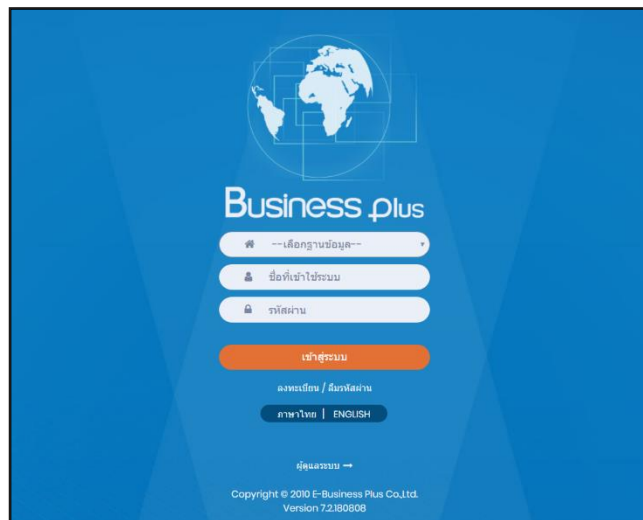 Business Plus
--เลือกฐานข้อมูล--
ชื่อที่เข้าใช้ระบบ
รหัสผ่าน
เข้าสู่ระบบ
ลงทะเบียน / ลืมรหัสผ่าน
ภาษาไทย | ENGLISH
ผู้ดูแลระบบ →
Copyright © 2010 E-Business Plus Co.,Ltd.
Version 7.2.180808